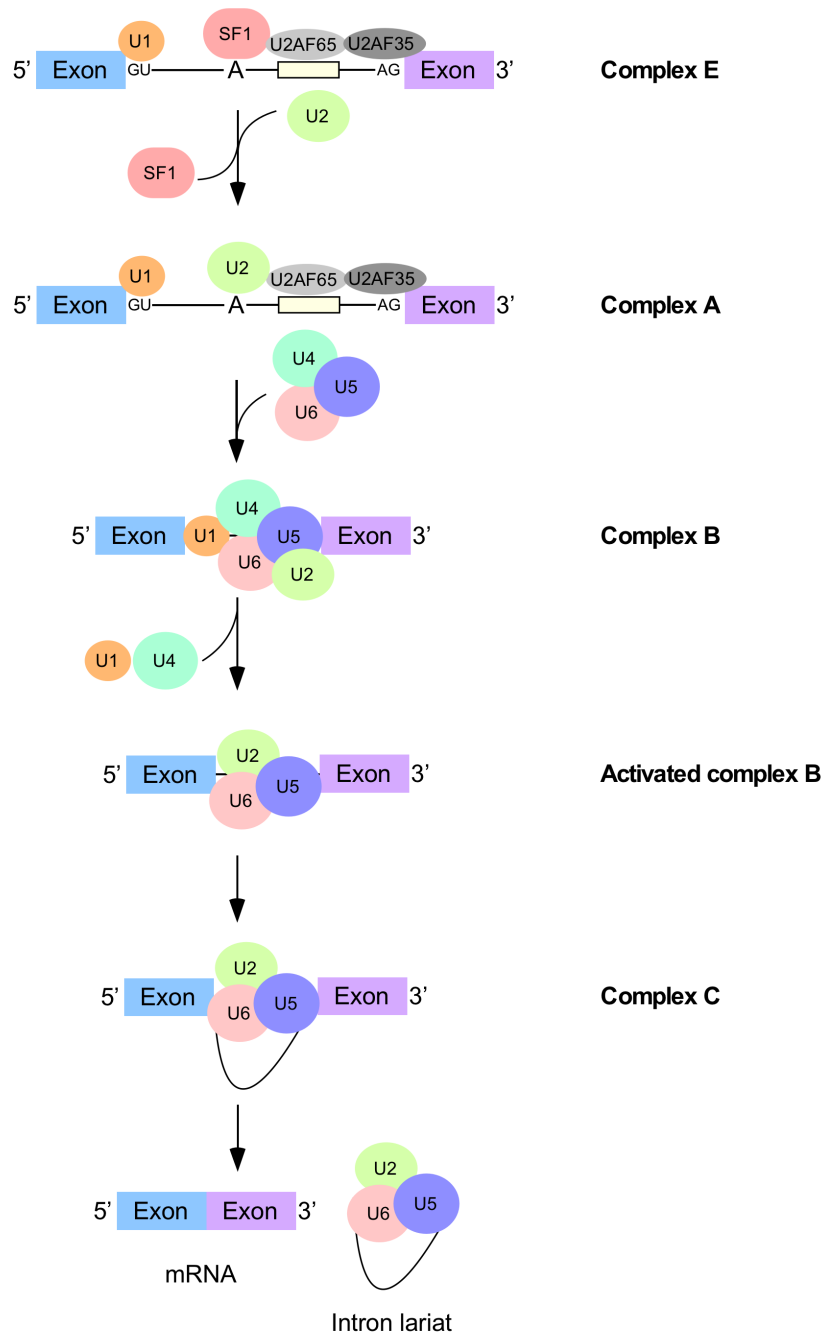 SF1
U1 U2AF65 U2AF35
5’ Exon GU A AG Exon 3’ Complex E
U2
SF1
U2
U1 U2AF65 U2AF35
5’ Exon GU A AG Exon 3’ Complex A
U4
U5
U6
U4
5’ Exon U1 U5 Exon 3’ Complex B
U6
U2
U1 U4
U2
5’ Exon Exon 3’ Activated complex B
U6 U5
U2
5’ Exon Exon 3’ Complex C
U6 U5
U2
5’ Exon Exon 3’ U6 U5
mRNA
Intron lariat